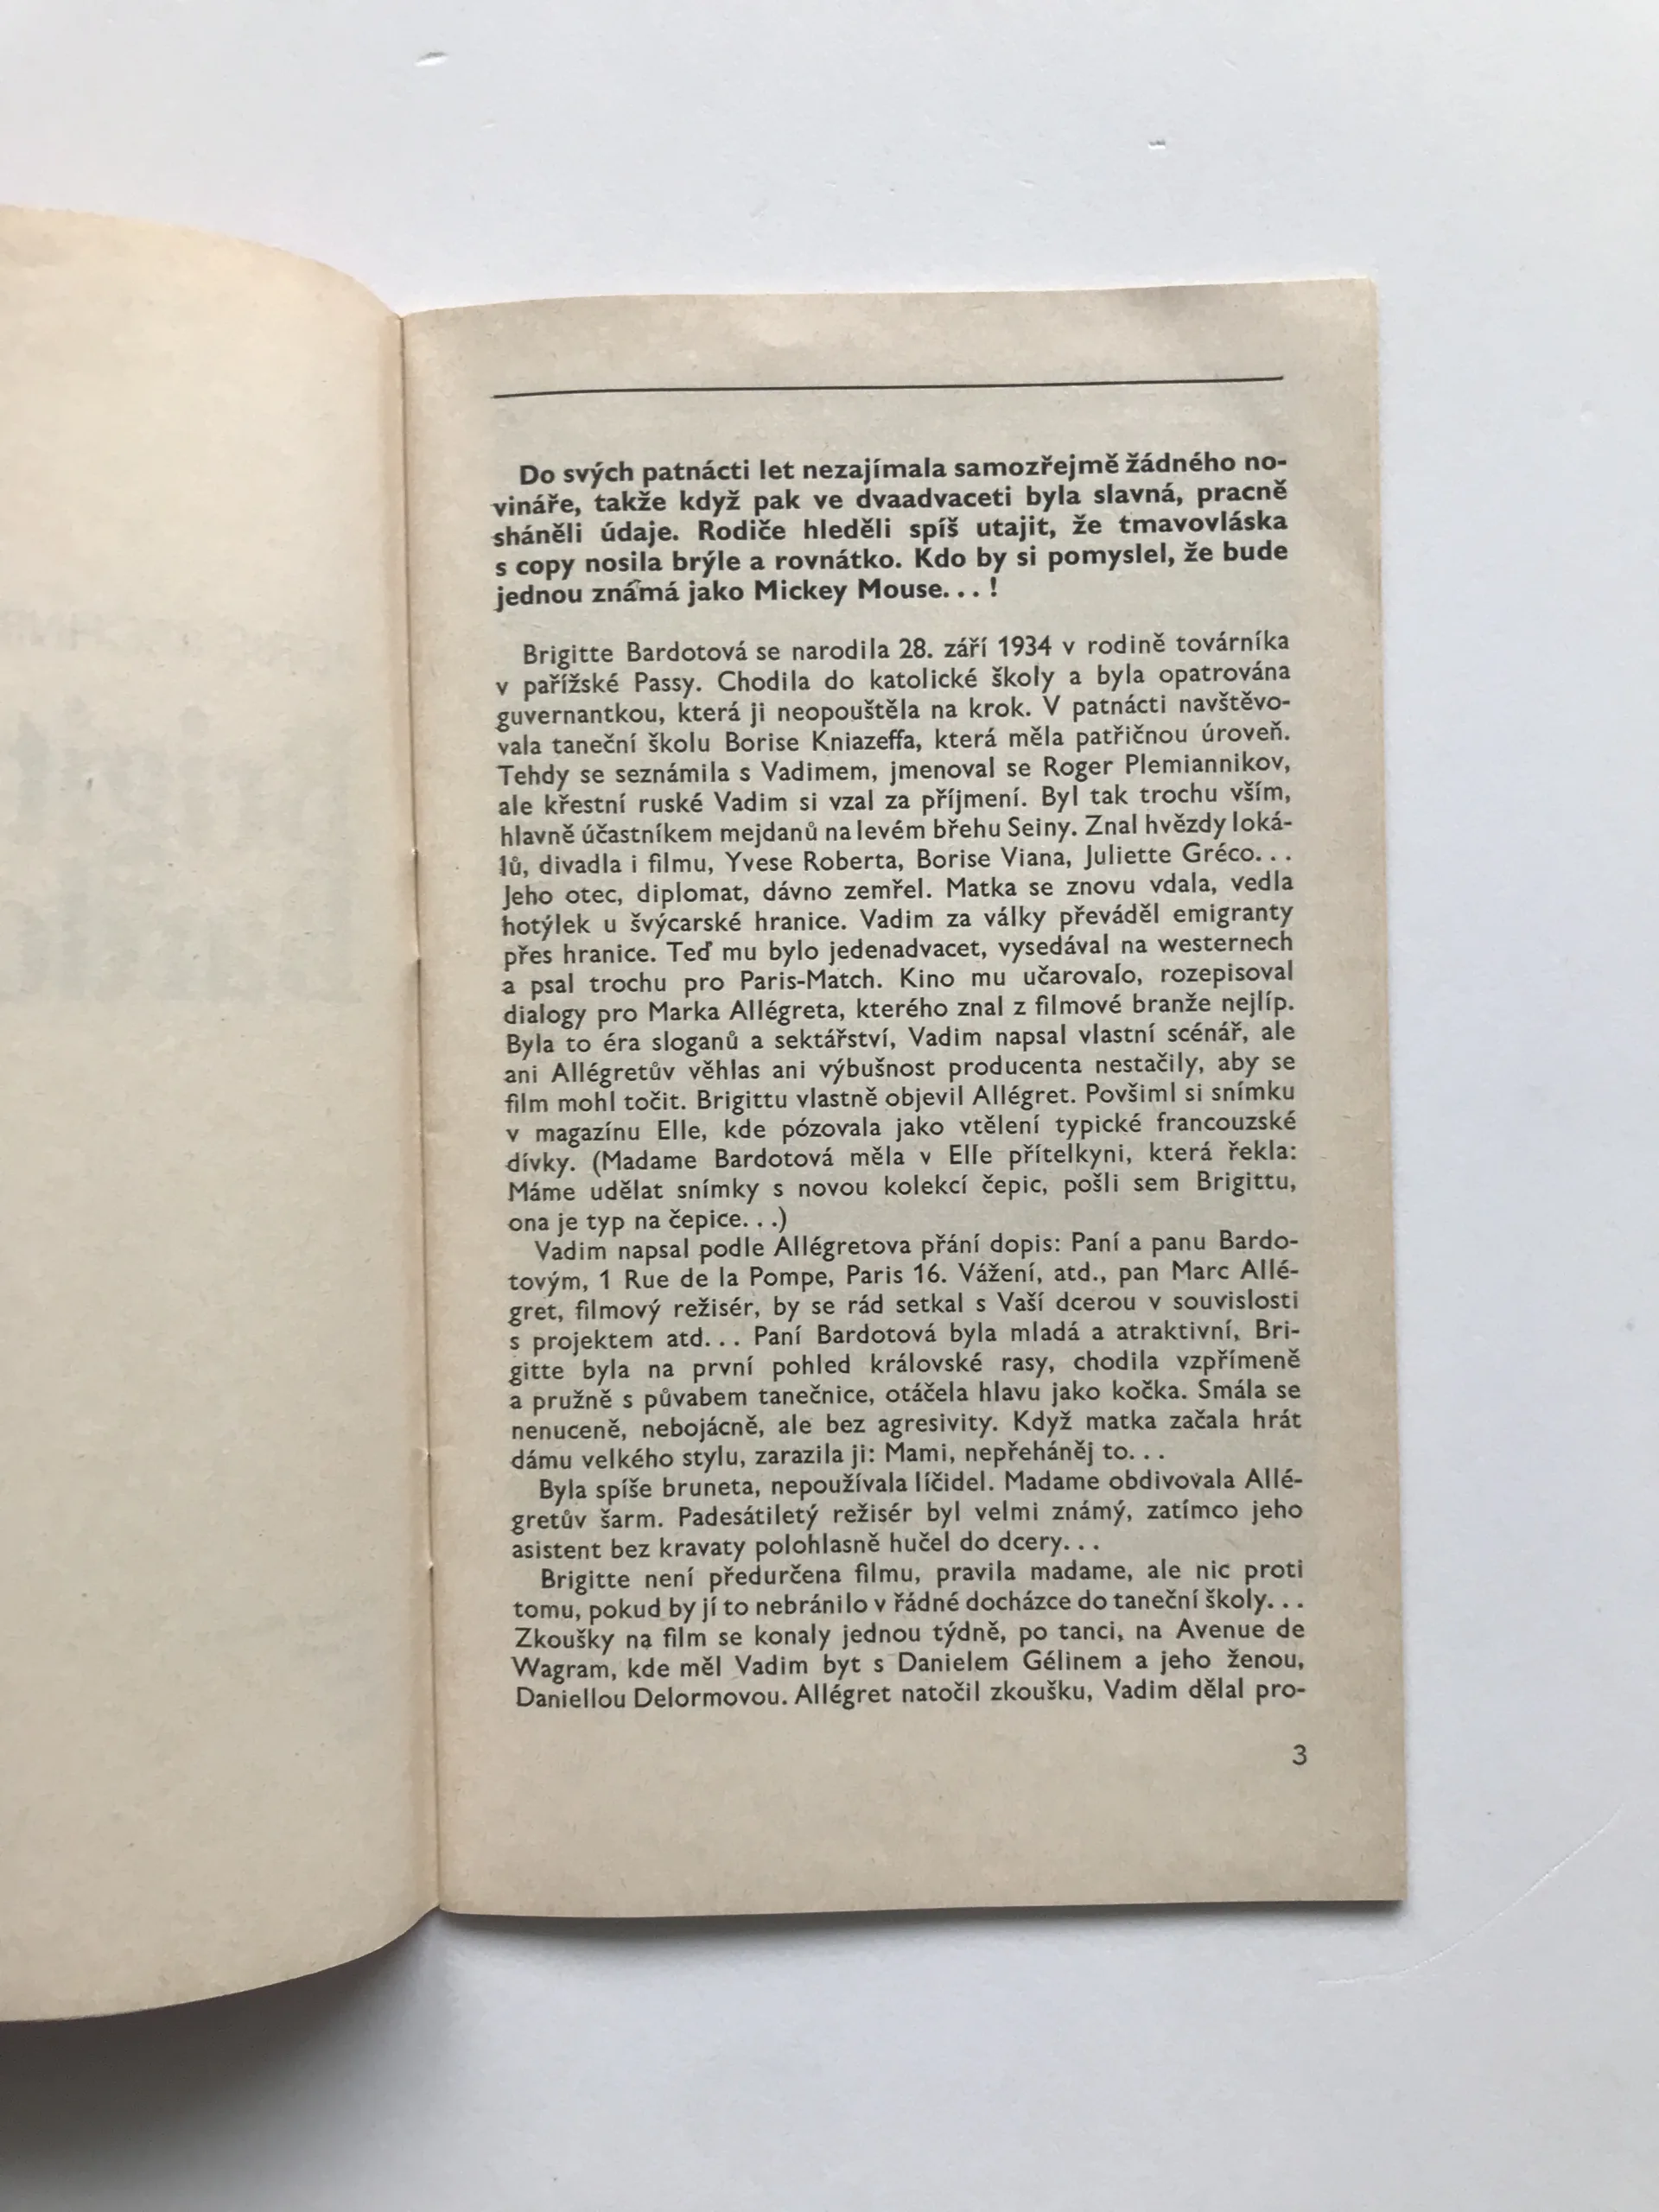 Do svých patnácti let nezajímala samozřejmě žádného no-
vináře, takže když pak ve dvaadvaceti byla slavná, pracně
sháněli údaje. Rodiče hleděli spíš utajit, že tmavovláska
s copy nosila brýle a rovnátko. Kdo by si pomyslel, že bude
jednou známá jako Mickey Mouse...!
Brigitte Bardotová se narodila 28. září 1934 v rodině továrníka
v pařížské Passy. Chodila do katolické školy a byla opatrována
guvernantkou, která ji neopouštěla na krok. V patnácti navštěvo-
vala taneční školu Borise Kniazeffa, která měla patřičnou úroveň.
Tehdy se seznámila s Vadimem, jmenoval se Roger Plemiannikov,
ale křestní ruské Vadim si vzal za příjmení. Byl tak trochu vším,
hlavně účastníkem mejdanů na levém břehu Seiny. Znal hvězdy loká-
lů, divadla i filmu, Yvese Roberta, Borise Viana, Juliette Gréco...
Jeho otec, diplomat, dávno zemřel. Matka se znovu vdala, vedla
hotýlek u švýcarské hranice. Vadim za války převáděl emigranty
přes hranice. Teď mu bylo jedenadvacet, vysedával na westernech
a psal trochu pro Paris-Match. Kino mu učarovalo, rozepisoval
dialogy pro Marka Allégreta, kterého znal z filmové branže nejlíp.
Byla to éra sloganů a sektářství, Vadim napsal vlastní scénář, ale
ani Allégretův věhlas ani výbušnost producenta nestačily, aby se
film mohl točit. Brigittu vlastně objevil Allégret. Povšiml si snímku
v magazínu Elle, kde pózovala jako vtělení typické francouzské
dívky. (Madame Bardotová měla v Elle přítelkyni, která řekla:
Máme udělat snímky s novou kolekcí čepic, pošli sem Brigittu,
ona je typ na čepice...)
Vadim napsal podle Allégretova přání dopis: Paní a panu Bardo-
tovým, 1 Rue de la Pompe, Paris 16. Vážení, atd., pan Marc Allé-
gret, filmový režisér, by se rád setkal s Vaší dcerou v souvislosti
s projektem atd... Paní Bardotová byla mladá a atraktivní, Bri-
gitte byla na první pohled královské rasy, chodila vzpřímeně
a pružně s půvabem tanečnice, otáčela hlavu jako kočka. Smála se
nenuceně, nebojácně, ale bez agresivity. Když matka začala hrát
dámu velkého stylu, zarazila ji: Mami, nepřeháněj to...
Byla spíše bruneta, nepoužívala líčidel. Madame obdivovala Allé-
gretův šarm. Padesátiletý režisér byl velmi známý, zatímco jeho
asistent bez kravaty polohlasně hučel do dcery...
Brigitte není předurčena filmu, pravila madame, ale nic proti
tomu, pokud by jí to nebránilo v řádné docházce do taneční školy...
Zkoušky na film se konaly jednou týdně, po tanci, na Avenue de
Wagram, kde měl Vadim byt s Danielem Gélinem a jeho ženou,
Daniellou Delormovou. Allégret natočil zkoušku, Vadim dělal pro-
3